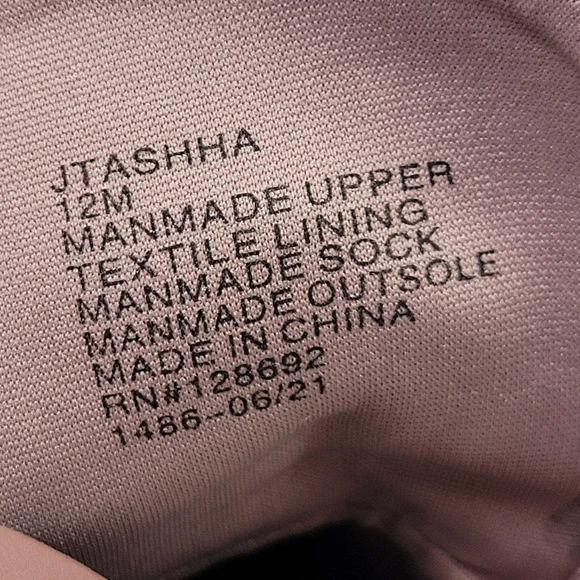 JTASHHA
12M
MANMADE UPPER
TEXTILE LINING
MANMADE SOCK
MANMADE OUTSOLE
MADE IN CHINA
RN#128692
1486-06/21